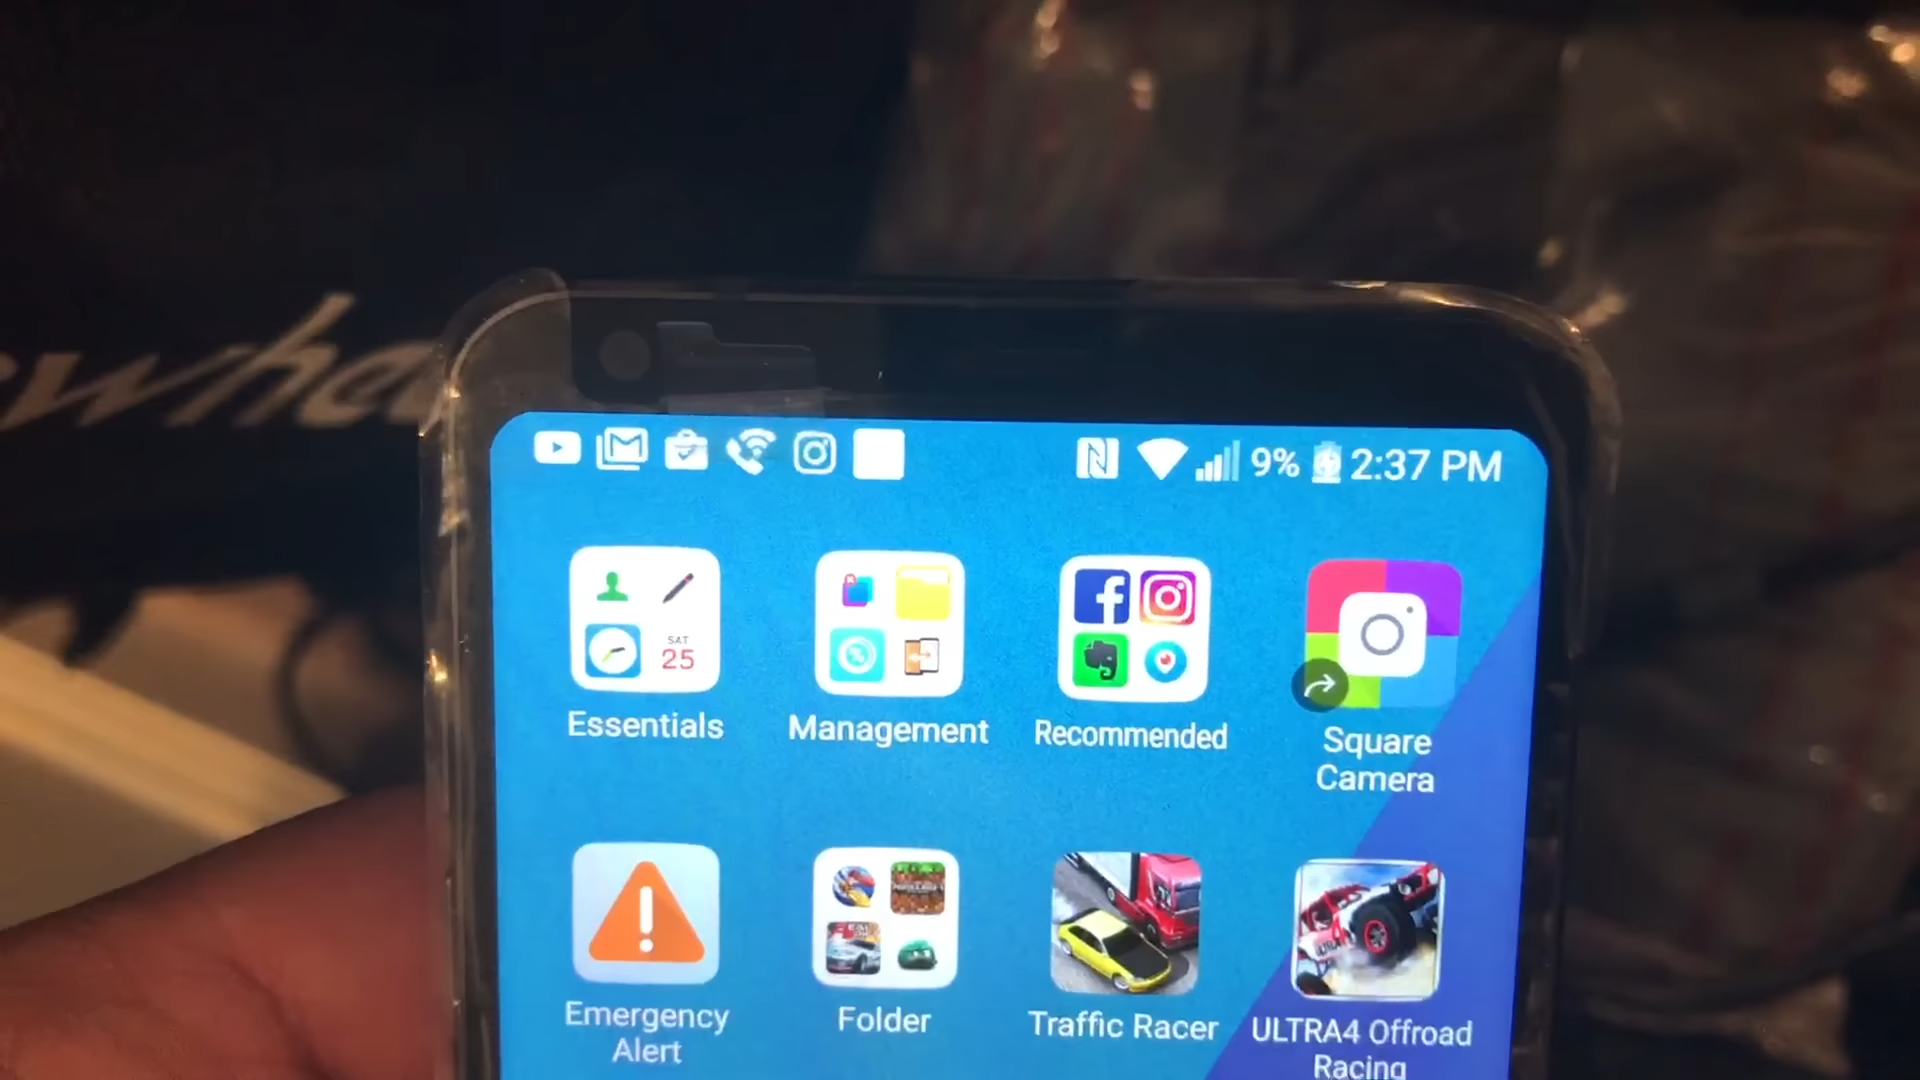 9% 2:37 PM
SAT
25
Essentials
Management
Recommended
Square
Camera
Emergency
Alert
Folder
Traffic Racer
ULTRA4 Offroad
Racing